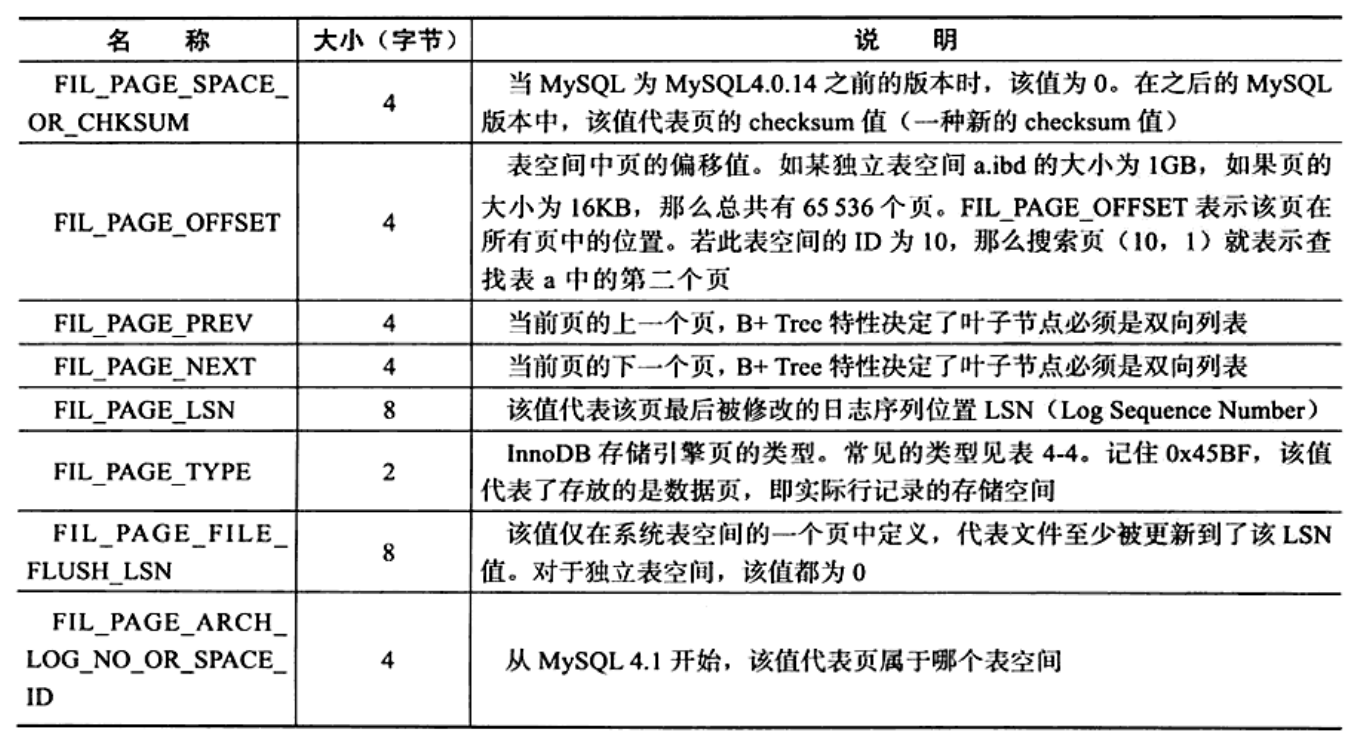 名 称 大小（字节） 说 明
FIL_PAGE_SPACE_
OR_CHKSUM
4
当 MySQL 为 MySQL4.0.14 之前的版本时，该值为 0。在之后的 MySQL
版本中，该值代表页的 checksum 值（一种新的 checksum 值）
FIL_PAGE_OFFSET
4
表空间中页的偏移值。如某独立表空间 a.ibd 的大小为 1GB，如果页的
大小为 16KB，那么总共有 65 536 个页。FIL_PAGE_OFFSET 表示该页在
所有页中的位置。若此表空间的 ID 为 10，那么搜索页（10，1）就表示查
找表 a 中的第二个页
FIL_PAGE_PREV 4 当前页的上一个页，B+ Tree 特性决定了叶子节点必须是双向列表
FIL_PAGE_NEXT 4 当前页的下一个页，B+ Tree 特性决定了叶子节点必须是双向列表
FIL_PAGE_LSN 8 该值代表该页最后被修改的日志序列位置 LSN（Log Sequence Number）
FIL_PAGE_TYPE
2
InnoDB 存储引擎页的类型。常见的类型见表 4-4。记住 0x45BF，该值
代表了存放的是数据页，即实际行记录的存储空间
FIL_PAGE_FILE_
FLUSH_LSN
8
该值仅在系统表空间的一个页中定义，代表文件至少被更新到了该 LSN
值。对于独立表空间，该值都为 0
FIL_PAGE_ARCH_
LOG_NO_OR_SPACE_
ID
4
从 MySQL 4.1 开始，该值代表页属于哪个表空间